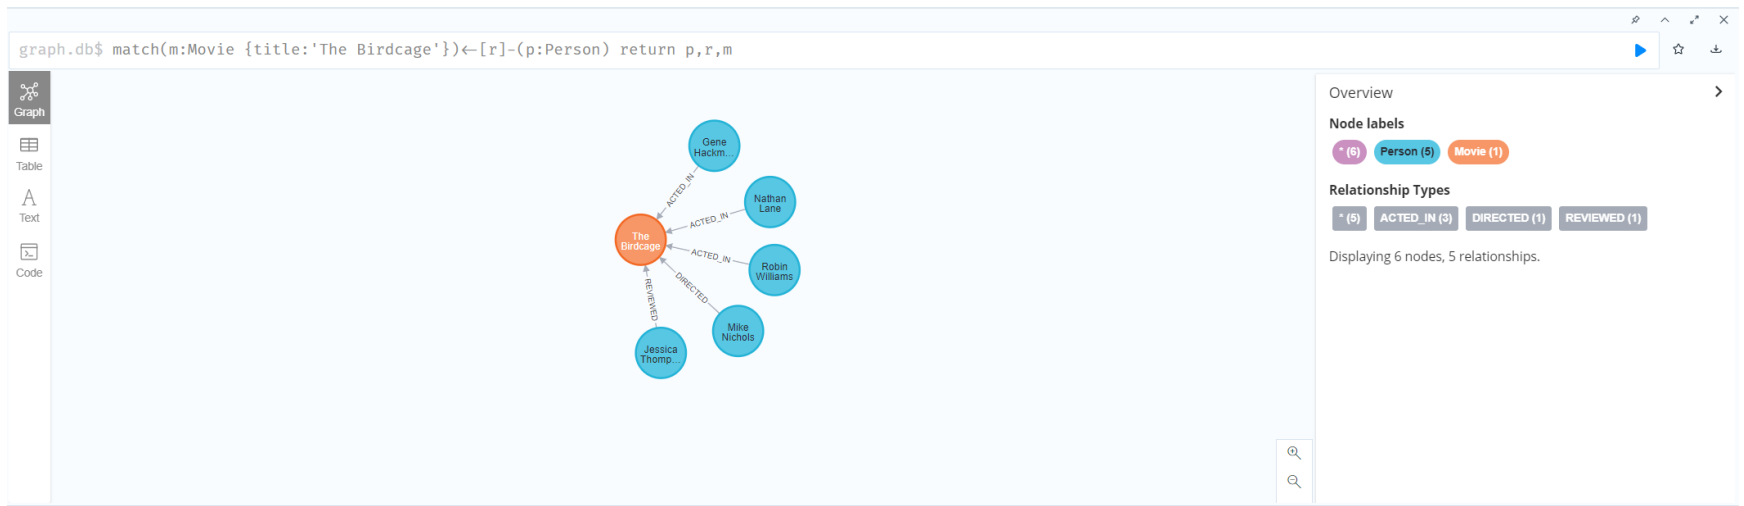 graph.db$ match(m:Movie {title:'The Birdcage'})<-[r]-(p:Person) return p,r,m
Graph
Table
Text
Code
Gene
Hackm...
ACTED_IN
Nathan
Lane
ACTED_IN
The
Birdcage
ACTED_IN
Robin
Williams
DIRECTED
REVIEWED
Mike
Nichols
Jessica
Thomp...
Overview
Node labels
* (6) Person (5) Movie (1)
Relationship Types
* (5) ACTED_IN (3) DIRECTED (1) REVIEWED (1)
Displaying 6 nodes, 5 relationships.